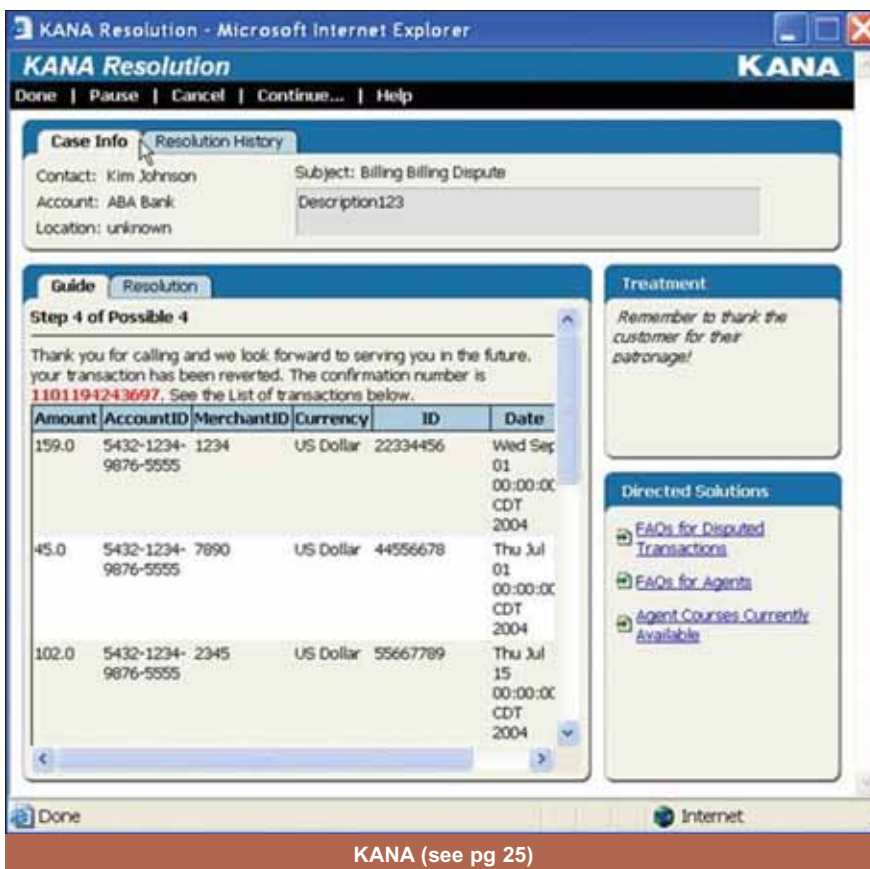 KANA Resolution - Microsoft Internet Explorer
KANA Resolution
KANA
Done | Pause | Cancel | Continue... | Help
Case Info
Resolution History
Contact: Kim Johnson
Subject: Billing Billing Dispute
Account: ABA Bank
Description123
Location: unknown
Guide
Resolution
Step 4 of Possible 4
Thank you for calling and we look forward to serving you in the future.
your transaction has been reverted. The confirmation number is
11011194243697. See the List of transactions below.
Amount AccountID MerchantID Currency ID Date
159.0 5432-1234- 1234 US Dollar 22334456 Wed Sep
9876-5555 01
00:00:00
CDT
2004
45.0 5432-1234- 7890 US Dollar 44556678 Thu Jul
9876-5555 01
00:00:00
CDT
2004
102.0 5432-1234- 2345 US Dollar 55667789 Thu Jul
9876-5555 15
00:00:00
CDT
2004
Treatment
Remember to thank the
customer for their
patronage!
Directed Solutions
FAQs for Disputed
Transactions
FAQs for Agents
Agent Courses Currently
Available
Done
Internet
KANA (see pg 25)